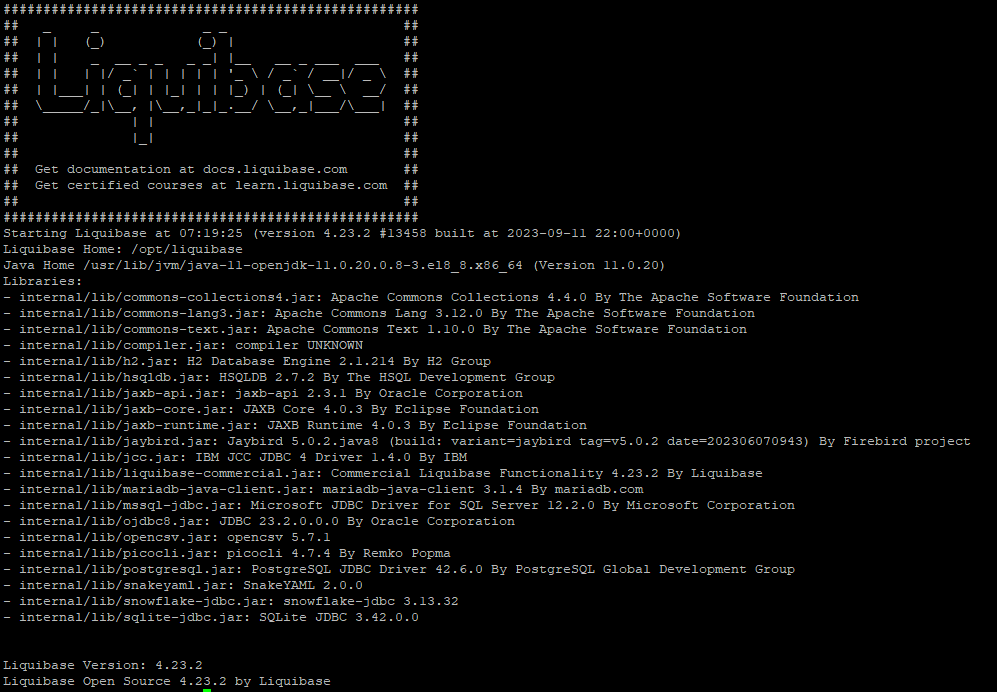 ####################################################
##   _     _             _ _                      ##
##  | |   (_)           (_) |                     ##
##  | |    _  __ _ _   _ _| |__   __ _ ___  ___   ##
##  | |   | |/ _` | | | | | '_ \ / _` / __|/ _ \  ##
##  | |___| | (_| | |_| | | |_) | (_| \__ \  __/  ##
##  \_____/_|\__, |\__,_|_|_.__/ \__,_|___/\___|  ##
##              | |                               ##
##              |_|                               ##
##                                                ##
##  Get documentation at docs.liquibase.com       ##
##  Get certified courses at learn.liquibase.com  ##
##                                                ##
####################################################
Starting Liquibase at 07:19:25 (version 4.23.2 #13458 built at 2023-09-11 22:00+0000)
Liquibase Home: /opt/liquibase
Java Home /usr/lib/jvm/java-11-openjdk-11.0.20.0.8-3.el8_8.x86_64 (Version 11.0.20)
Libraries:
- internal/lib/commons-collections4.jar: Apache Commons Collections 4.4.0 By The Apache Software Foundation
- internal/lib/commons-lang3.jar: Apache Commons Lang 3.12.0 By The Apache Software Foundation
- internal/lib/commons-text.jar: Apache Commons Text 1.10.0 By The Apache Software Foundation
- internal/lib/compiler.jar: compiler UNKNOWN
- internal/lib/h2.jar: H2 Database Engine 2.1.214 By H2 Group
- internal/lib/hsqldb.jar: HSQLDB 2.7.2 By The HSQL Development Group
- internal/lib/jaxb-api.jar: jaxb-api 2.3.1 By Oracle Corporation
- internal/lib/jaxb-core.jar: JAXB Core 4.0.3 By Eclipse Foundation
- internal/lib/jaxb-runtime.jar: JAXB Runtime 4.0.3 By Eclipse Foundation
- internal/lib/jaybird.jar: Jaybird 5.0.2.java8 (build: variant=jaybird tag=v5.0.2 date=202306070943) By Firebird project
- internal/lib/jcc.jar: IBM JCC JDBC 4 Driver 1.4.0 By IBM
- internal/lib/liquibase-commercial.jar: Commercial Liquibase Functionality 4.23.2 By Liquibase
- internal/lib/mariadb-java-client.jar: mariadb-java-client 3.1.4 By mariadb.com
- internal/lib/mssql-jdbc.jar: Microsoft JDBC Driver for SQL Server 12.2.0 By Microsoft Corporation
- internal/lib/ojdbc8.jar: JDBC 23.2.0.0.0 By Oracle Corporation
- internal/lib/opencsv.jar: opencsv 5.7.1
- internal/lib/picocli.jar: picocli 4.7.4 By Remko Popma
- internal/lib/postgresql.jar: PostgreSQL JDBC Driver 42.6.0 By PostgreSQL Global Development Group
- internal/lib/snakeyaml.jar: SnakeYAML 2.0.0
- internal/lib/snowflake-jdbc.jar: snowflake-jdbc 3.13.32
- internal/lib/sqlite-jdbc.jar: SQLite JDBC 3.42.0.0
Liquibase Version: 4.23.2
Liquibase Open Source 4.23.2 by Liquibase